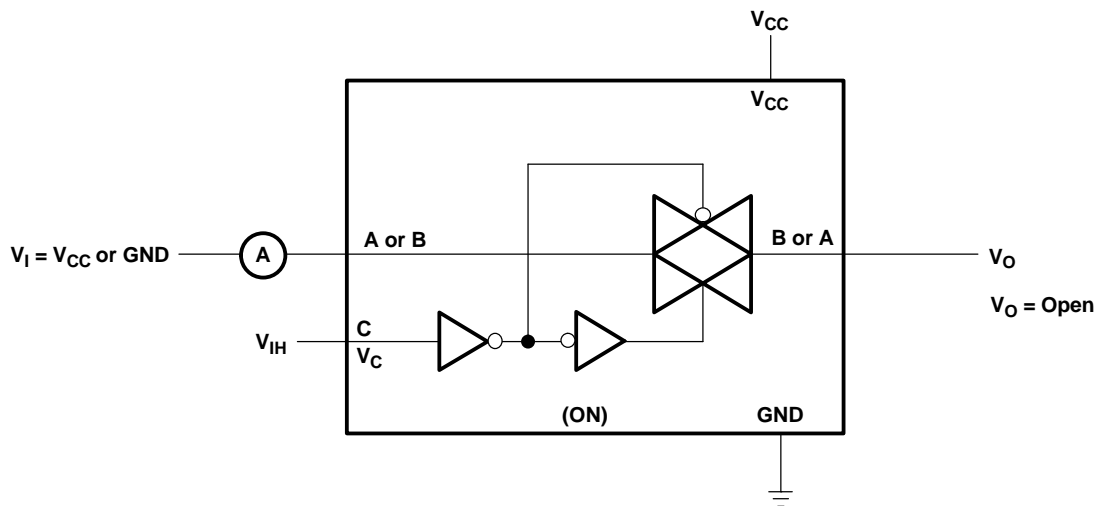 VCC
VCC
A or B
B or A
VI = VCC or GND
A
VO
VO = Open
VIH
C
VC
(ON)
GND